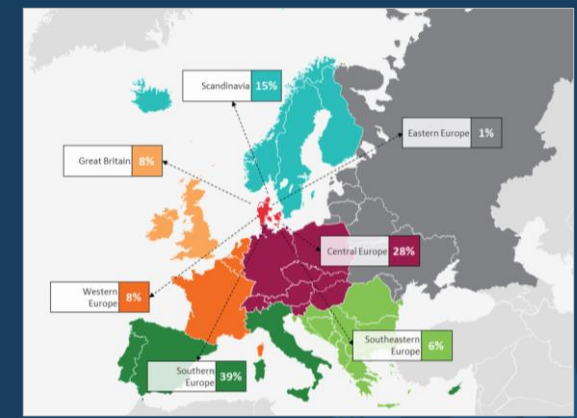 Scandinavia 15%
Eastern Europe 1%
Great Britain 8%
Central Europe 28%
Western
Europe 8%
Southeastern
Europe 6%
Southern
Europe 39%